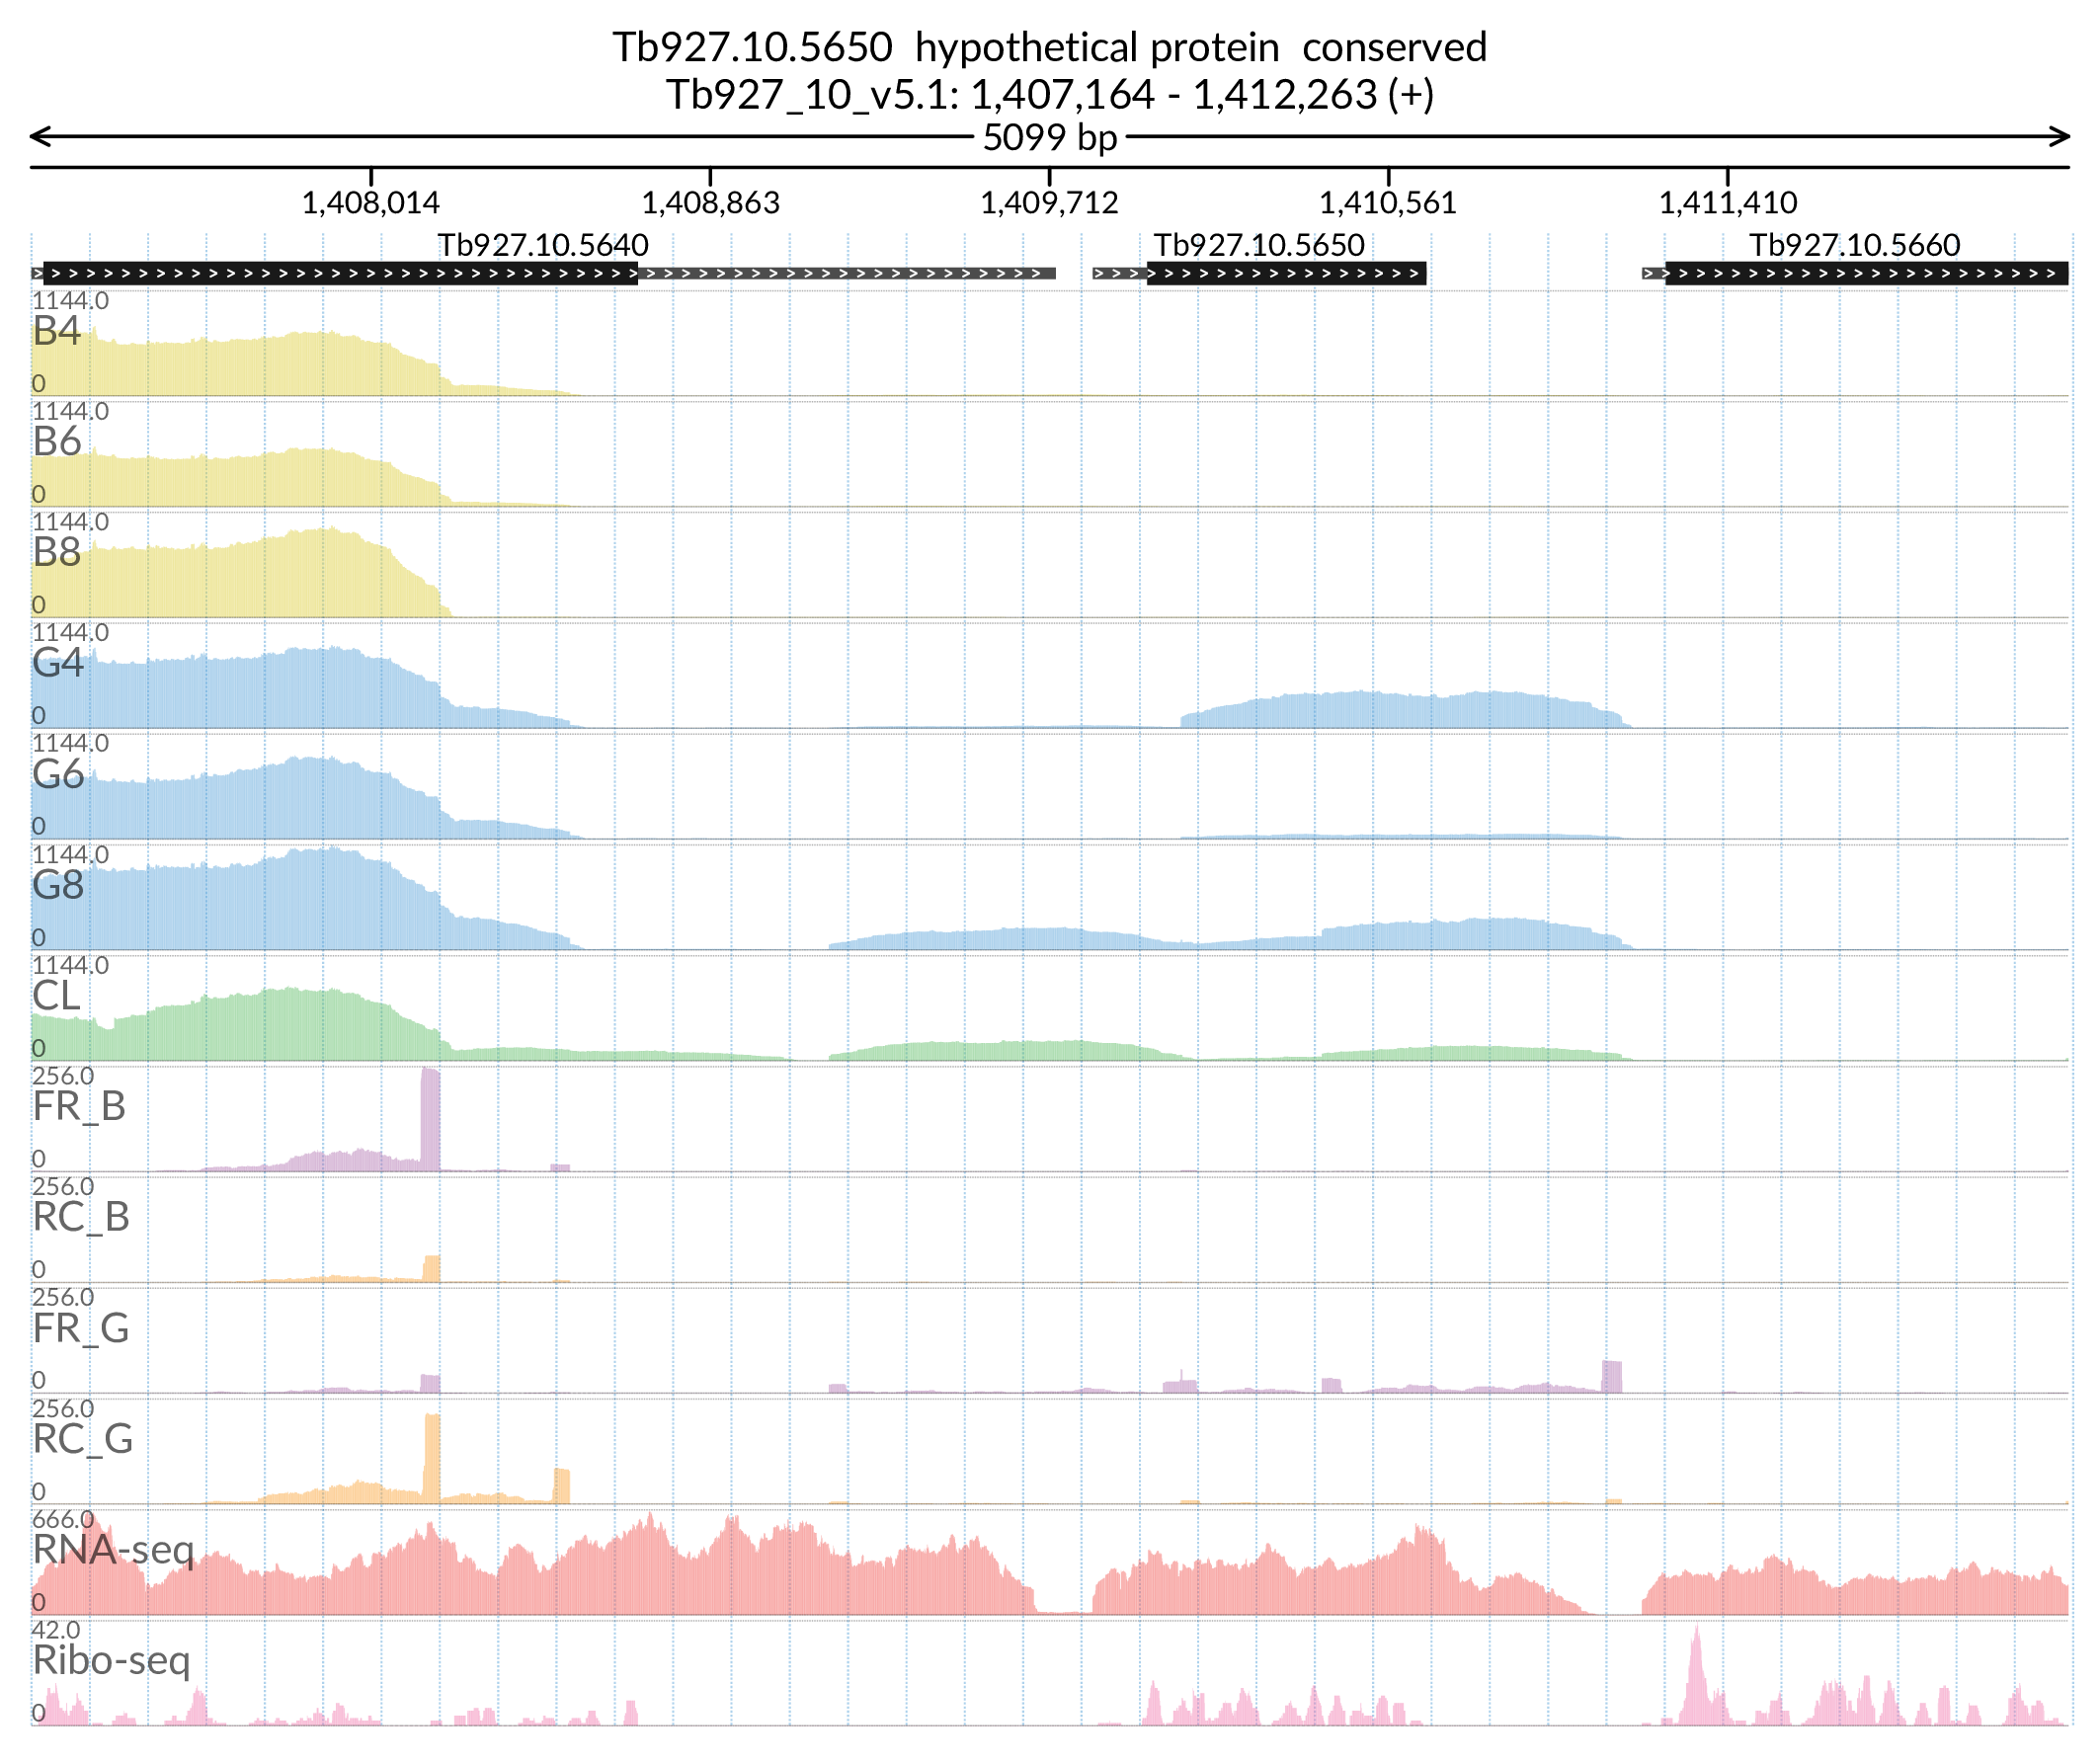 Tb927.10.5650  hypothetical protein  conserved
Tb927_10_v5.1: 1,407,164 - 1,412,263 (+)
5099 bp
1,408,014 1,408,863 1,409,712 1,410,561 1,411,410
Tb927.10.5640 Tb927.10.5650 Tb927.10.5660
1144.0
B4
0
1144.0
B6
0
1144.0
B8
0
1144.0
G4
0
1144.0
G6
0
1144.0
G8
0
1144.0
CL
0
256.0
FR_B
0
256.0
RC_B
0
256.0
FR_G
0
256.0
RC_G
0
666.0
RNA-seq
0
42.0
Ribo-seq
0